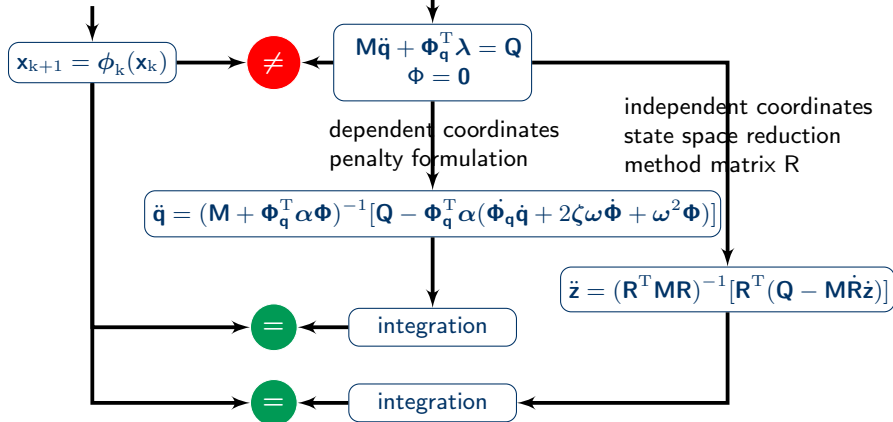 x_{k+1} = ϕ_k(x_k)
≠
Mq̈ + Φ_q^T λ = Q
Φ = 0
dependent coordinates
penalty formulation
independent coordinates
state space reduction
method matrix R
q̈ = (M + Φ_q^T αΦ)^{-1}[Q − Φ_q^T α(Φ̇_q q̇ + 2ζωΦ̇ + ω²Φ)]
z̈ = (R^T MR)^{-1}[R^T(Q − MṘż)]
=
integration
=
integration